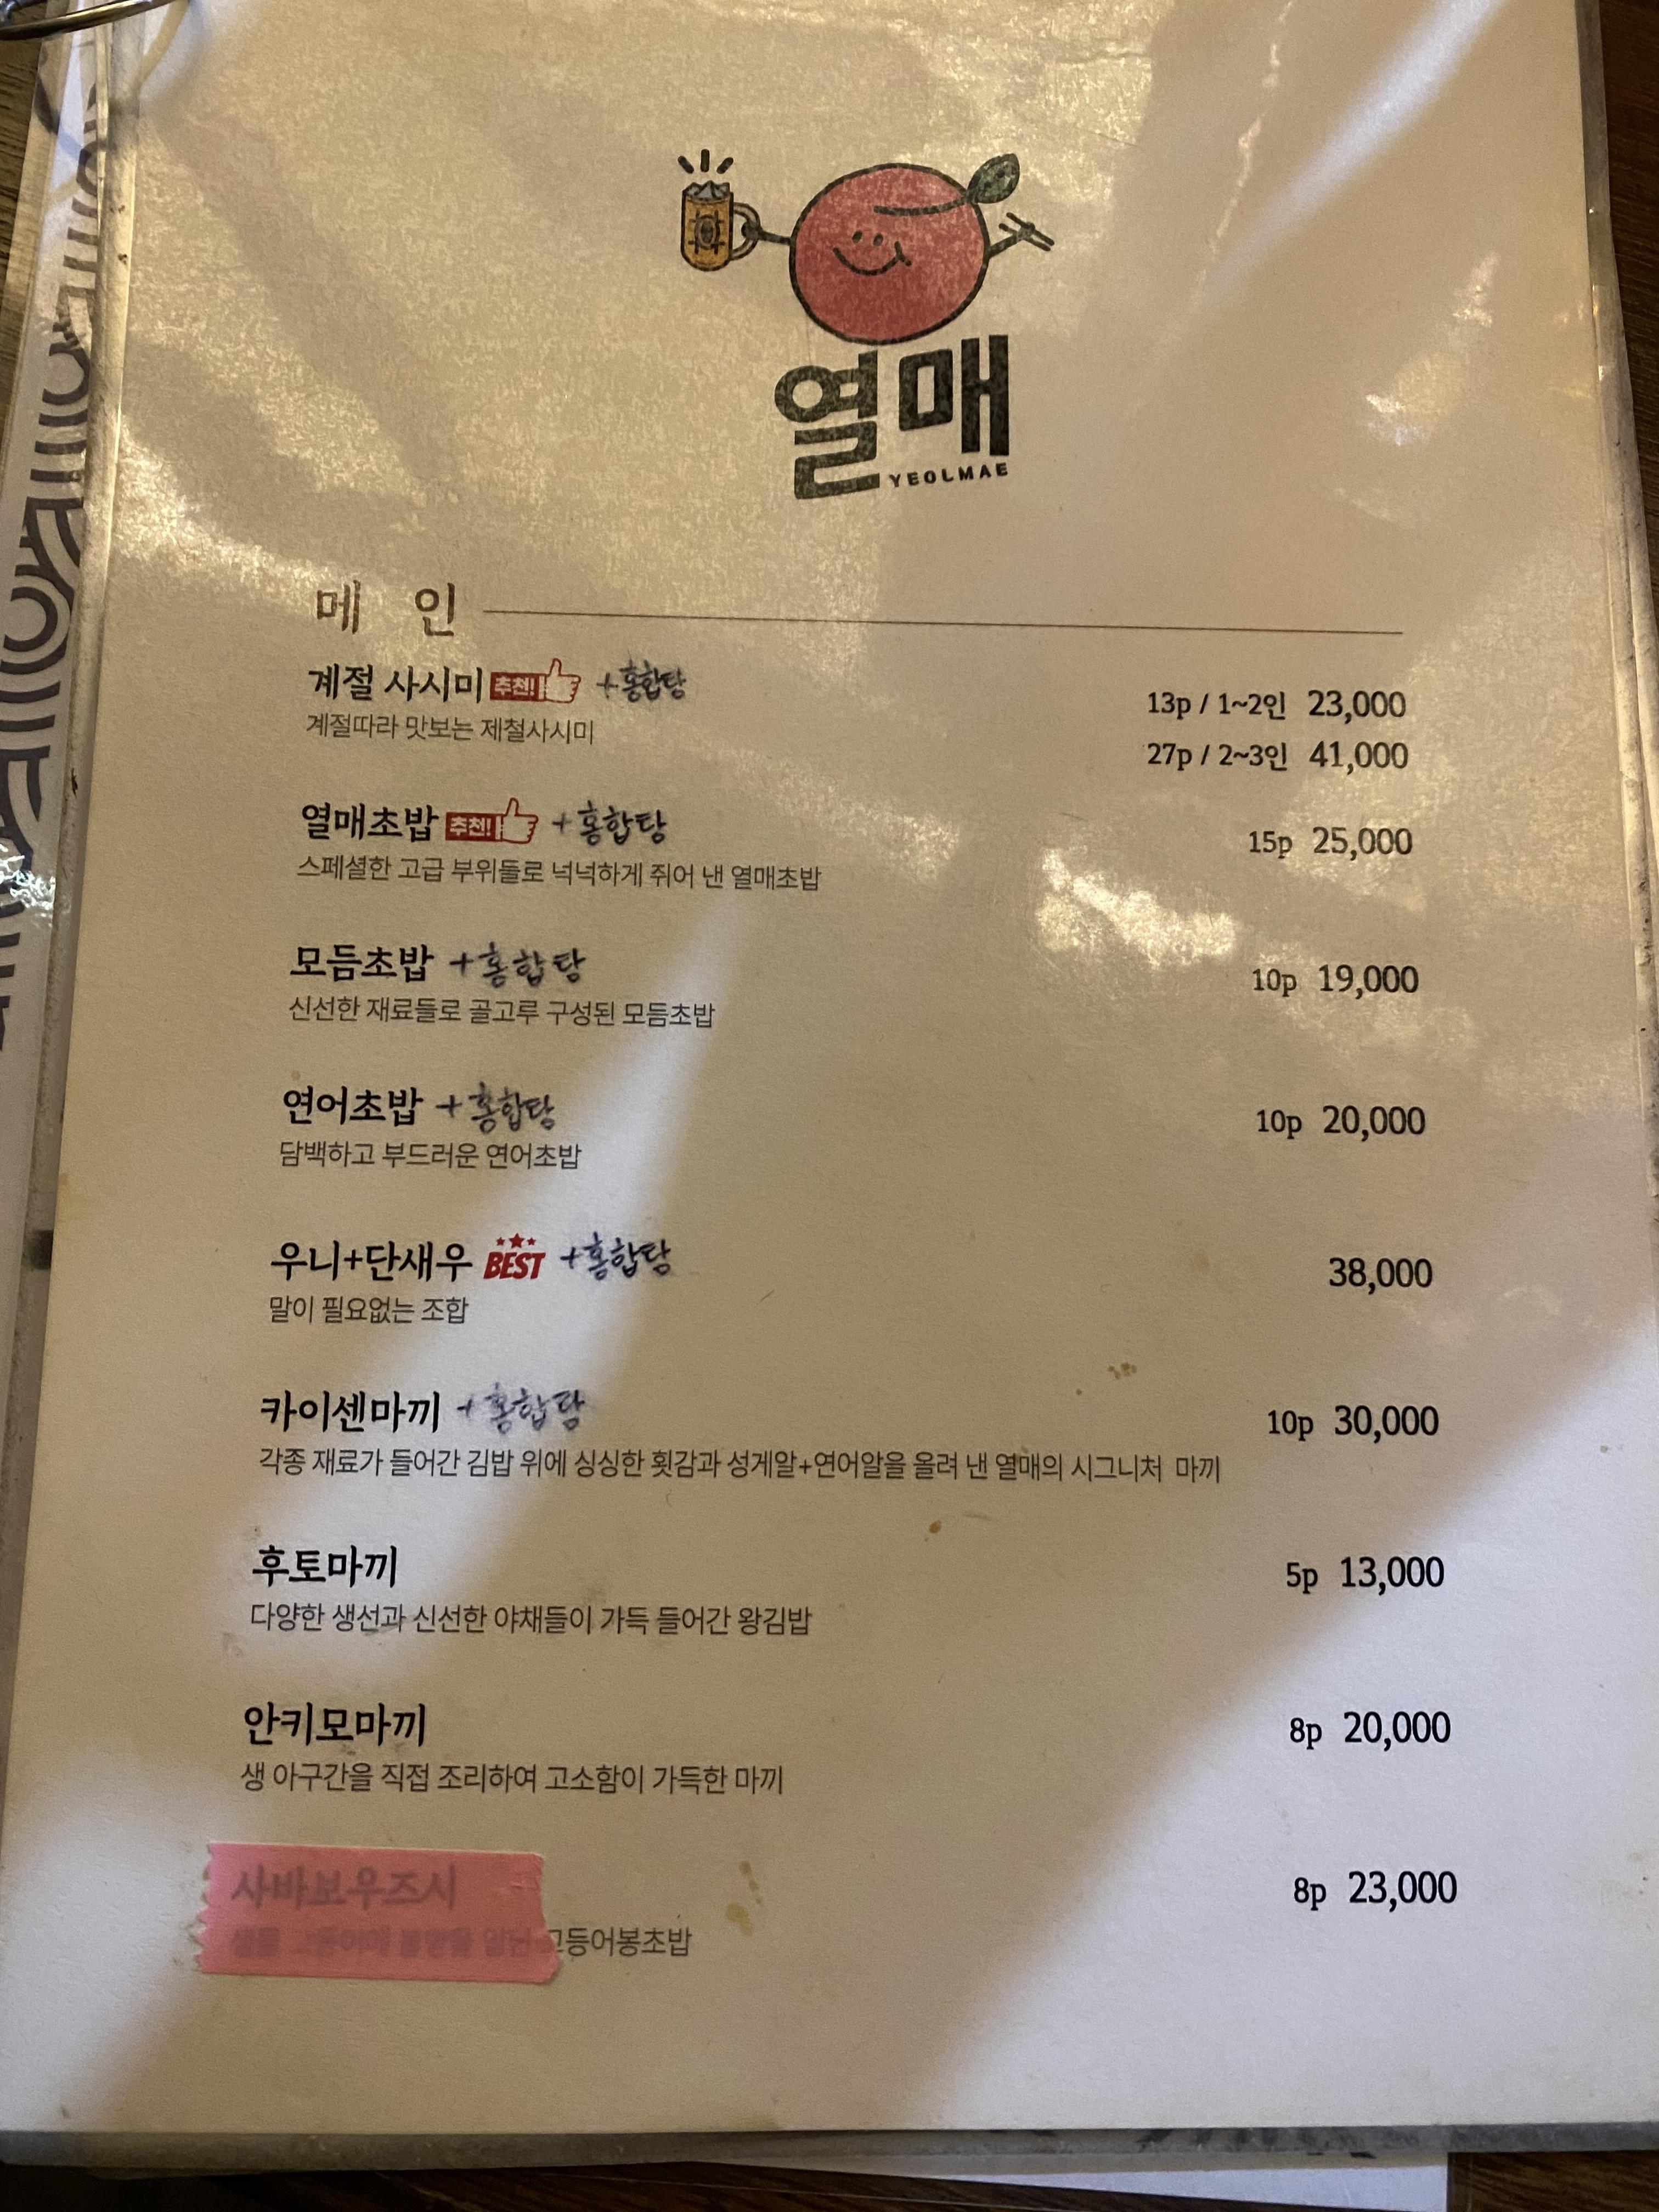 열매
YEOLMAE
메 인
계절 사시미 추천! +홍합탕
계절따라 맛보는 제철사시미
13p / 1~2인 23,000
27p / 2~3인 41,000
열매초밥 추천! +홍합탕 15p 25,000
스페셜한 고급 부위들로 넉넉하게 쥐어 낸 열매초밥
모듬초밥 +홍합탕 10p 19,000
신선한 재료들로 골고루 구성된 모듬초밥
연어초밥 +홍합탕 10p 20,000
담백하고 부드러운 연어초밥
우니+단새우 BEST +홍합탕 38,000
말이 필요없는 조합
카이센마끼 +홍합탕 10p 30,000
각종 재료가 들어간 김밥 위에 싱싱한 횟감과 성게알+연어알을 올려 낸 열매의 시그니처 마끼
후토마끼 5p 13,000
다양한 생선과 신선한 야채들이 가득 들어간 왕김밥
안키모마끼 8p 20,000
생 아구간을 직접 조리하여 고소함이 가득한 마끼
사바보우즈시 8p 23,000
고등어봉초밥